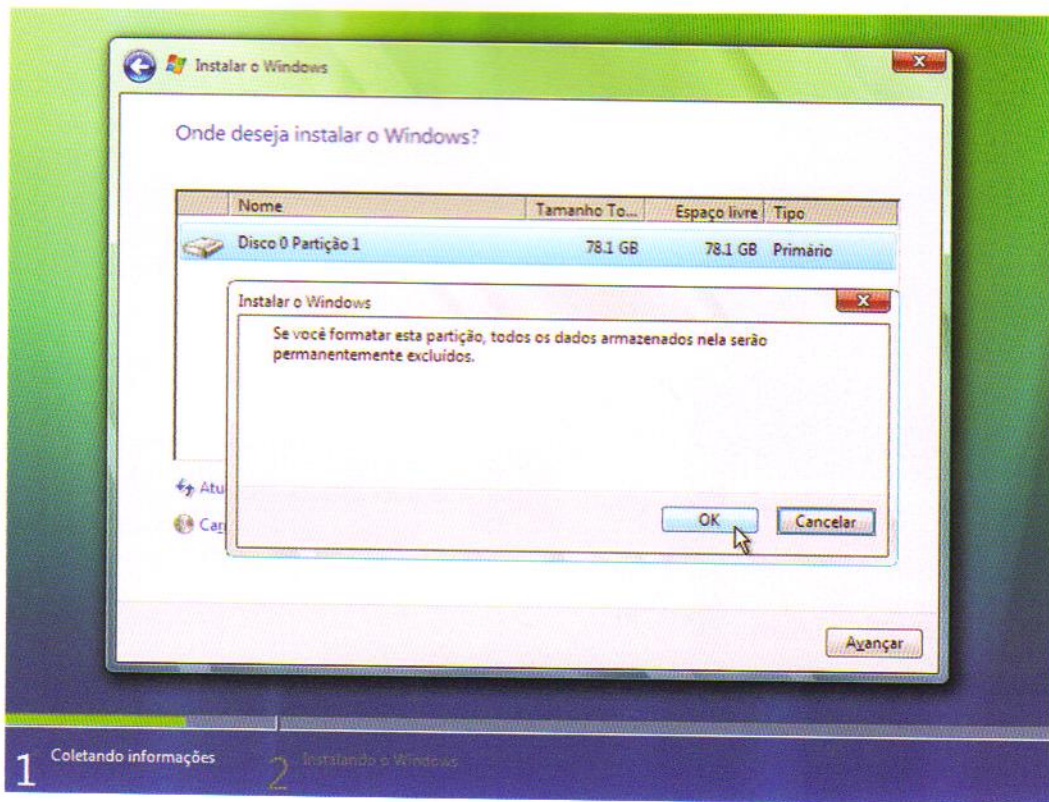 Instalar o Windows
Onde deseja instalar o Windows?
Nome Tamanho To... Espaço livre Tipo
Disco 0 Partição 1 78.1 GB 78.1 GB Primário
Instalar o Windows
Se você formatar esta partição, todos os dados armazenados nela serão
permanentemente excluídos.
Atu
Car
OK Cancelar
Avançar
1 Coletando informações
2 Instalando o Windows